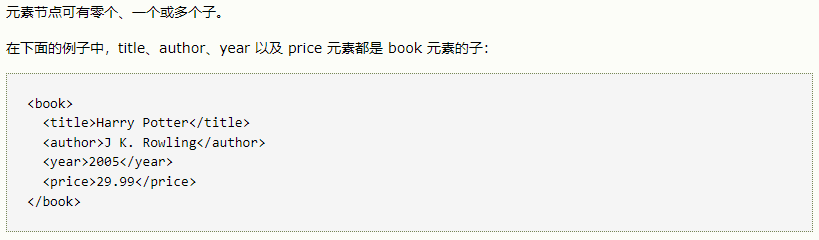 元素节点可有零个、一个或多个子。
在下面的例子中，title、author、year 以及 price 元素都是 book 元素的子：
<book>
  <title>Harry Potter</title>
  <author>J K. Rowling</author>
  <year>2005</year>
  <price>29.99</price>
</book>